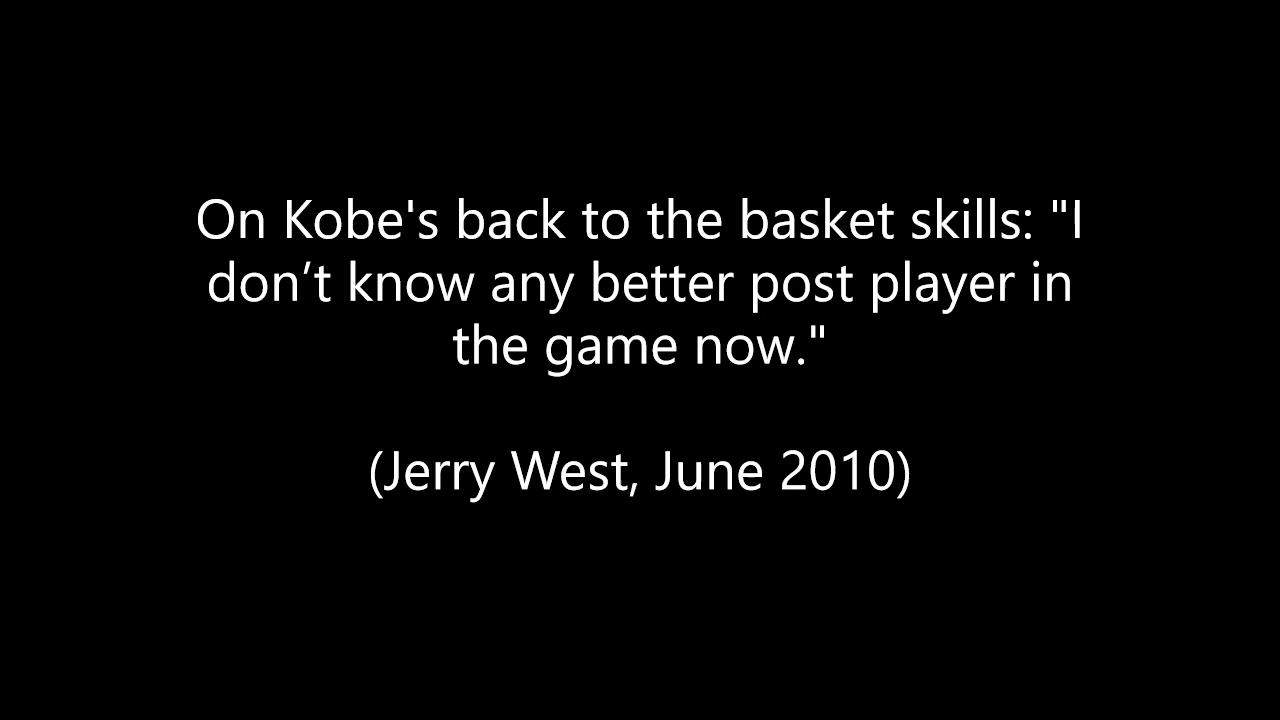 On Kobe's back to the basket skills: "I
don’t know any better post player in
the game now."
(Jerry West, June 2010)